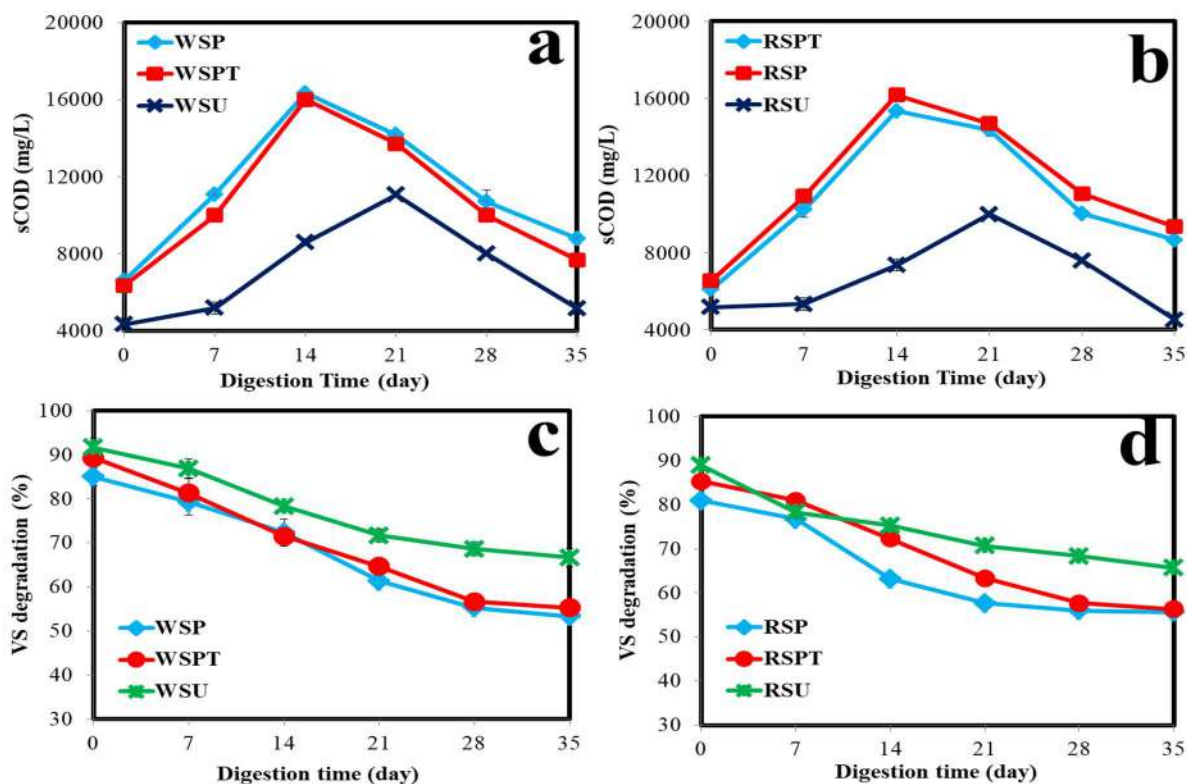 a
20000
16000
12000
8000
4000
sCOD (mg/L)
WSP
WSPT
WSU
0 7 14 21 28 35
Digestion Time (day)
b
20000
16000
12000
8000
4000
sCOD (mg/L)
RSPT
RSP
RSU
0 7 14 21 28 35
Digestion Time (day)
c
100
90
80
70
60
50
40
30
VS degradation (%)
WSP
WSPT
WSU
0 7 14 21 28 35
Digestion time (day)
d
100
90
80
70
60
50
40
30
VS degradation (%)
RSP
RSPT
RSU
0 7 14 21 28 35
Digestion time (day)